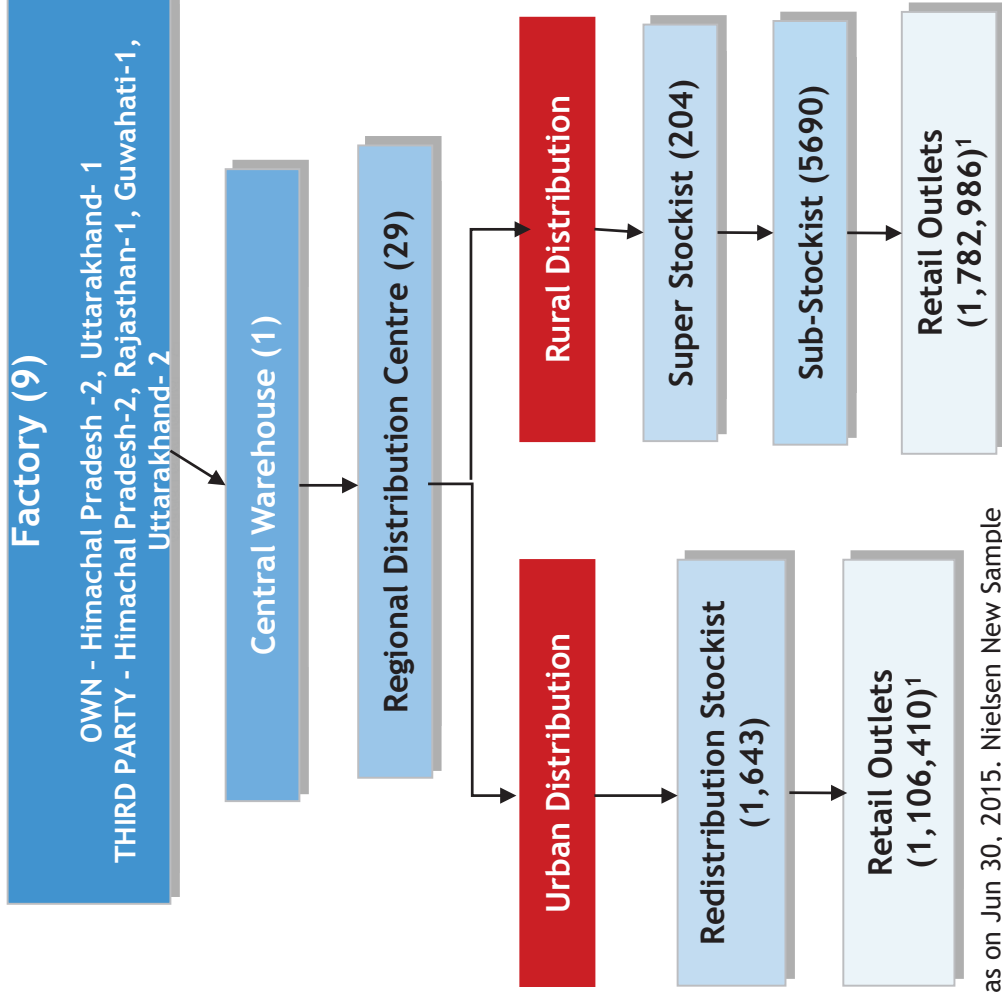 Factory (9)
OWN - Himachal Pradesh -2, Uttarakhand- 1
THIRD PARTY - Himachal Pradesh-2, Rajasthan-1, Guwahati-1,
Uttarakhand- 2
Central Warehouse (1)
Regional Distribution Centre (29)
Urban Distribution
Redistribution Stockist
(1,643)
Retail Outlets
(1,106,410)¹
Rural Distribution
Super Stockist (204)
Sub-Stockist (5690)
Retail Outlets
(1,782,986)¹
as on Jun 30, 2015. Nielsen New Sample